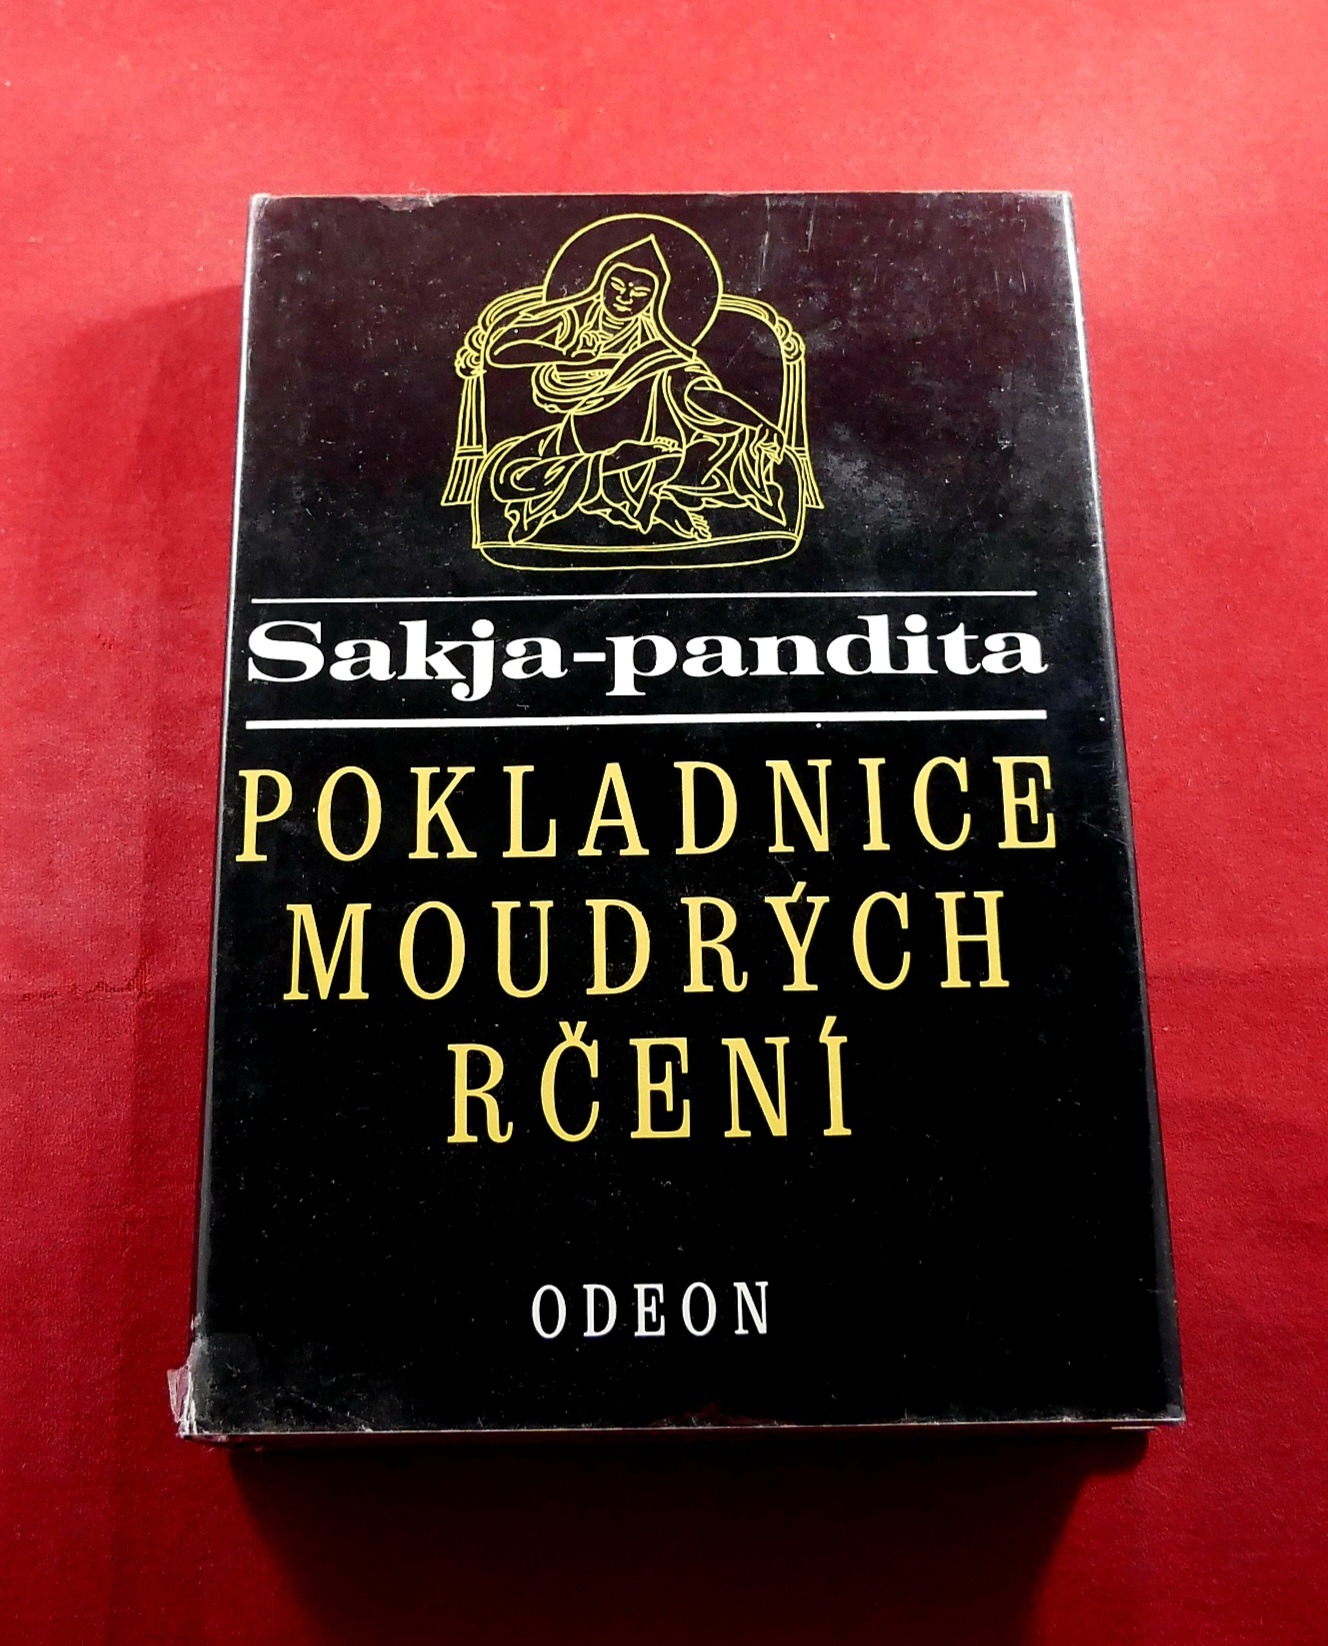 Sakja-pandita
POKLADNICE
MOUDRÝCH
RČENÍ
ODEON